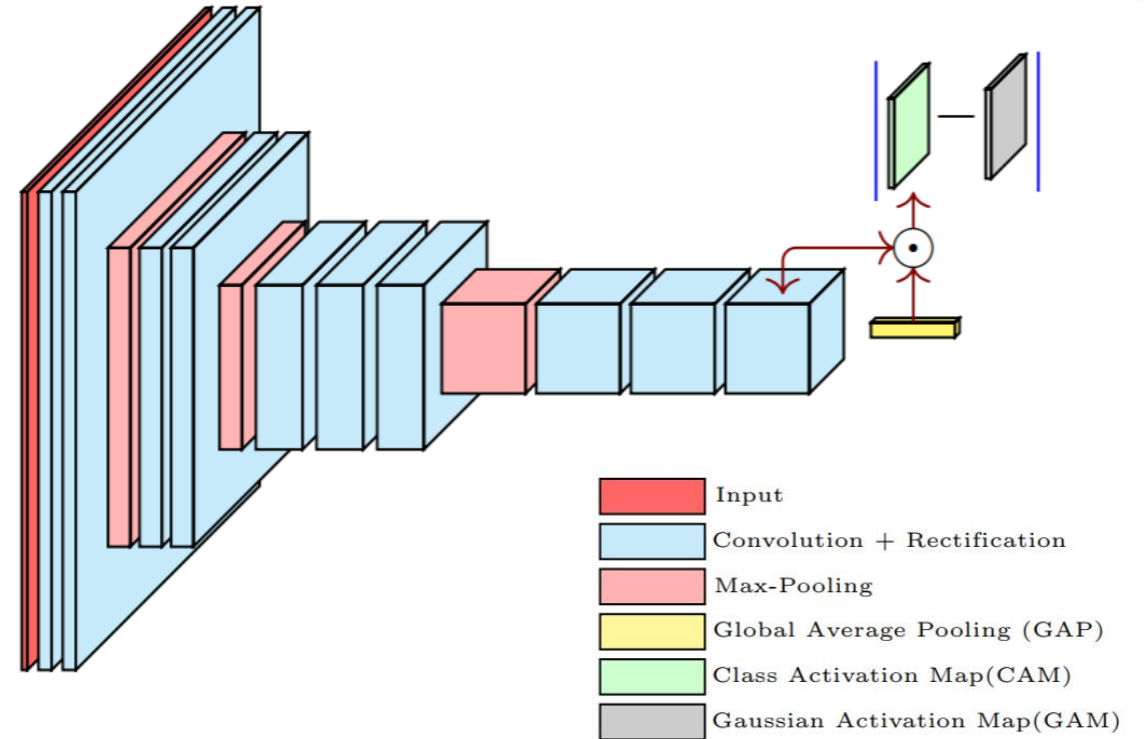 Input
Convolution + Rectification
Max-Pooling
Global Average Pooling (GAP)
Class Activation Map(CAM)
Gaussian Activation Map(GAM)